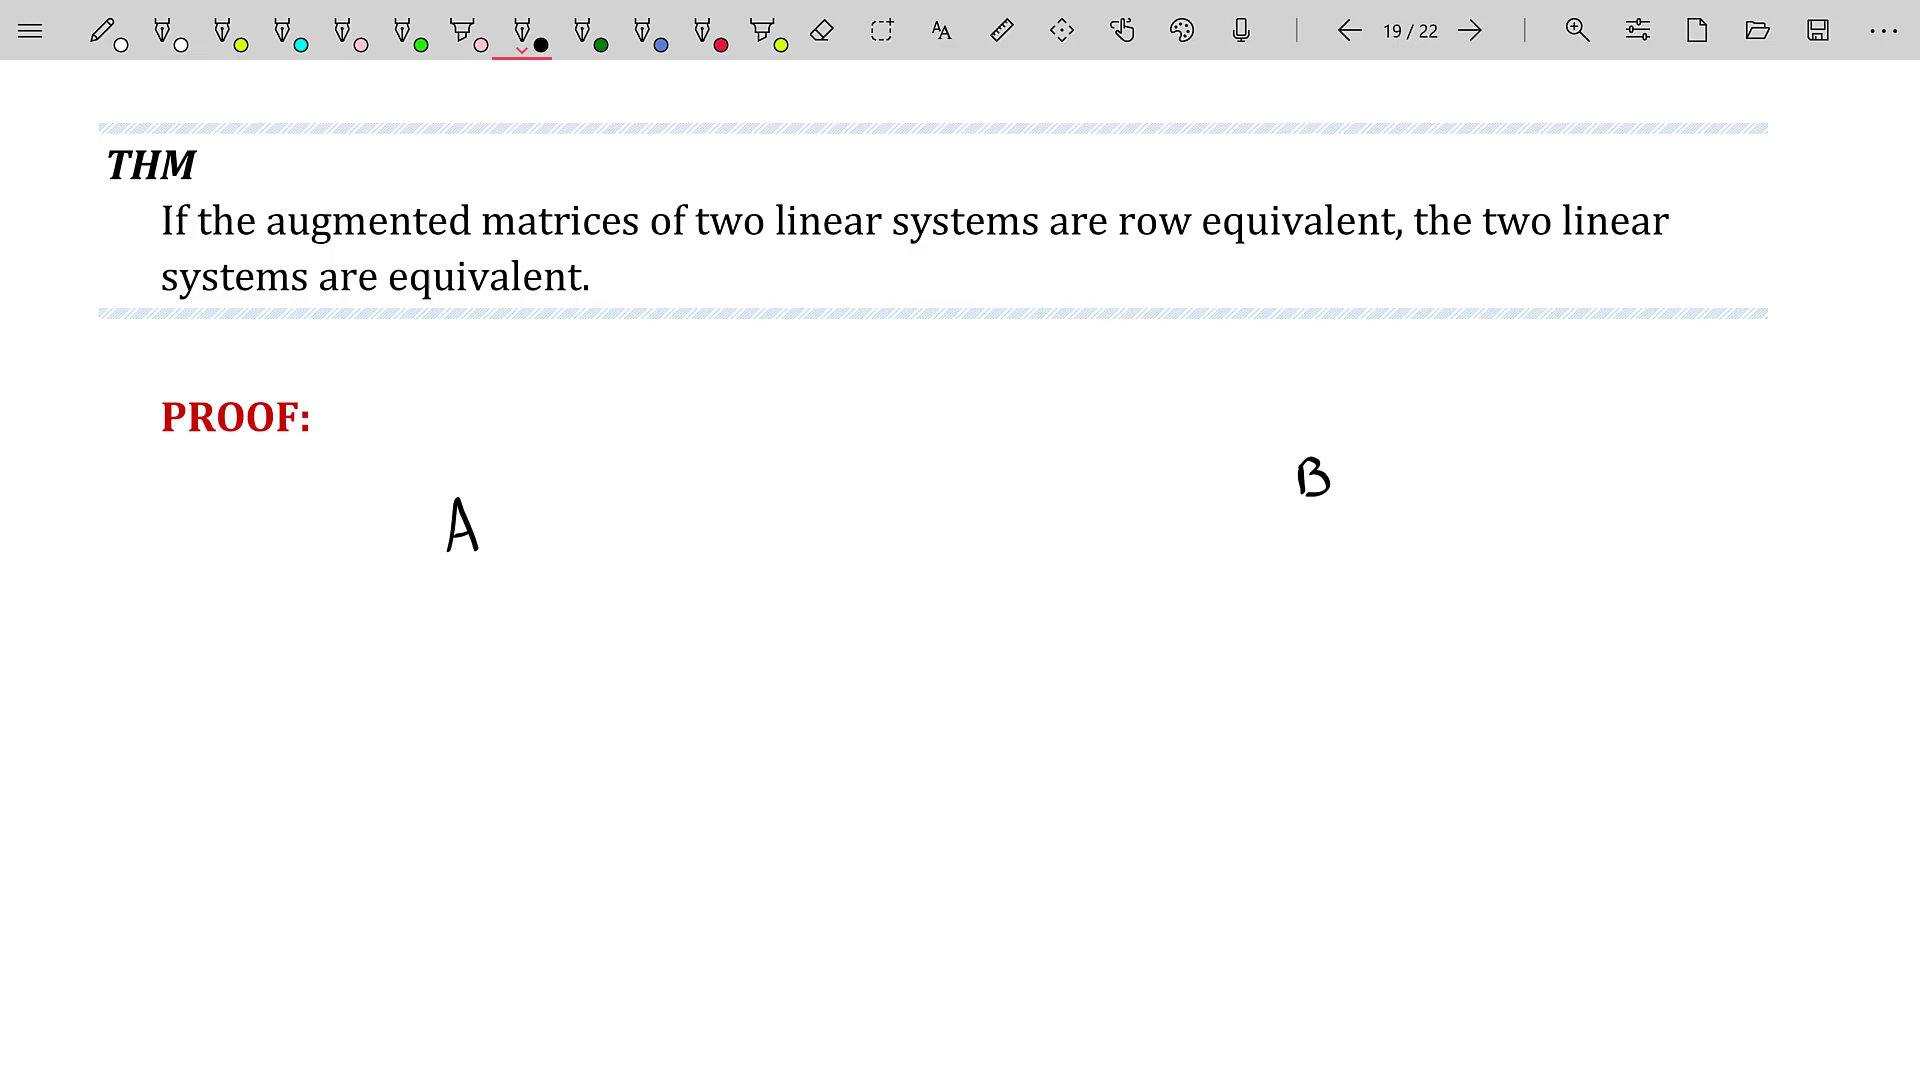 19 / 22
THM
If the augmented matrices of two linear systems are row equivalent, the two linear
systems are equivalent.
PROOF:
B
A